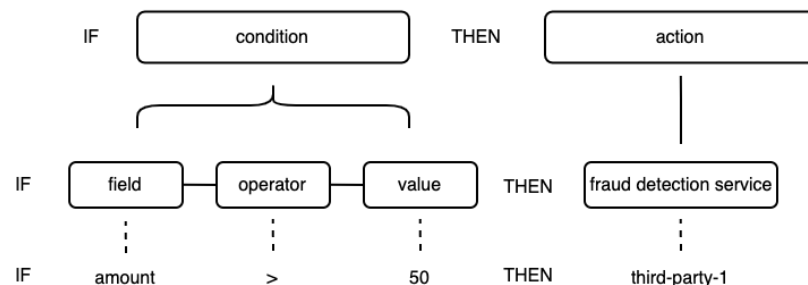 IF condition THEN action
IF field operator value THEN fraud detection service
IF amount > 50 THEN third-party-1